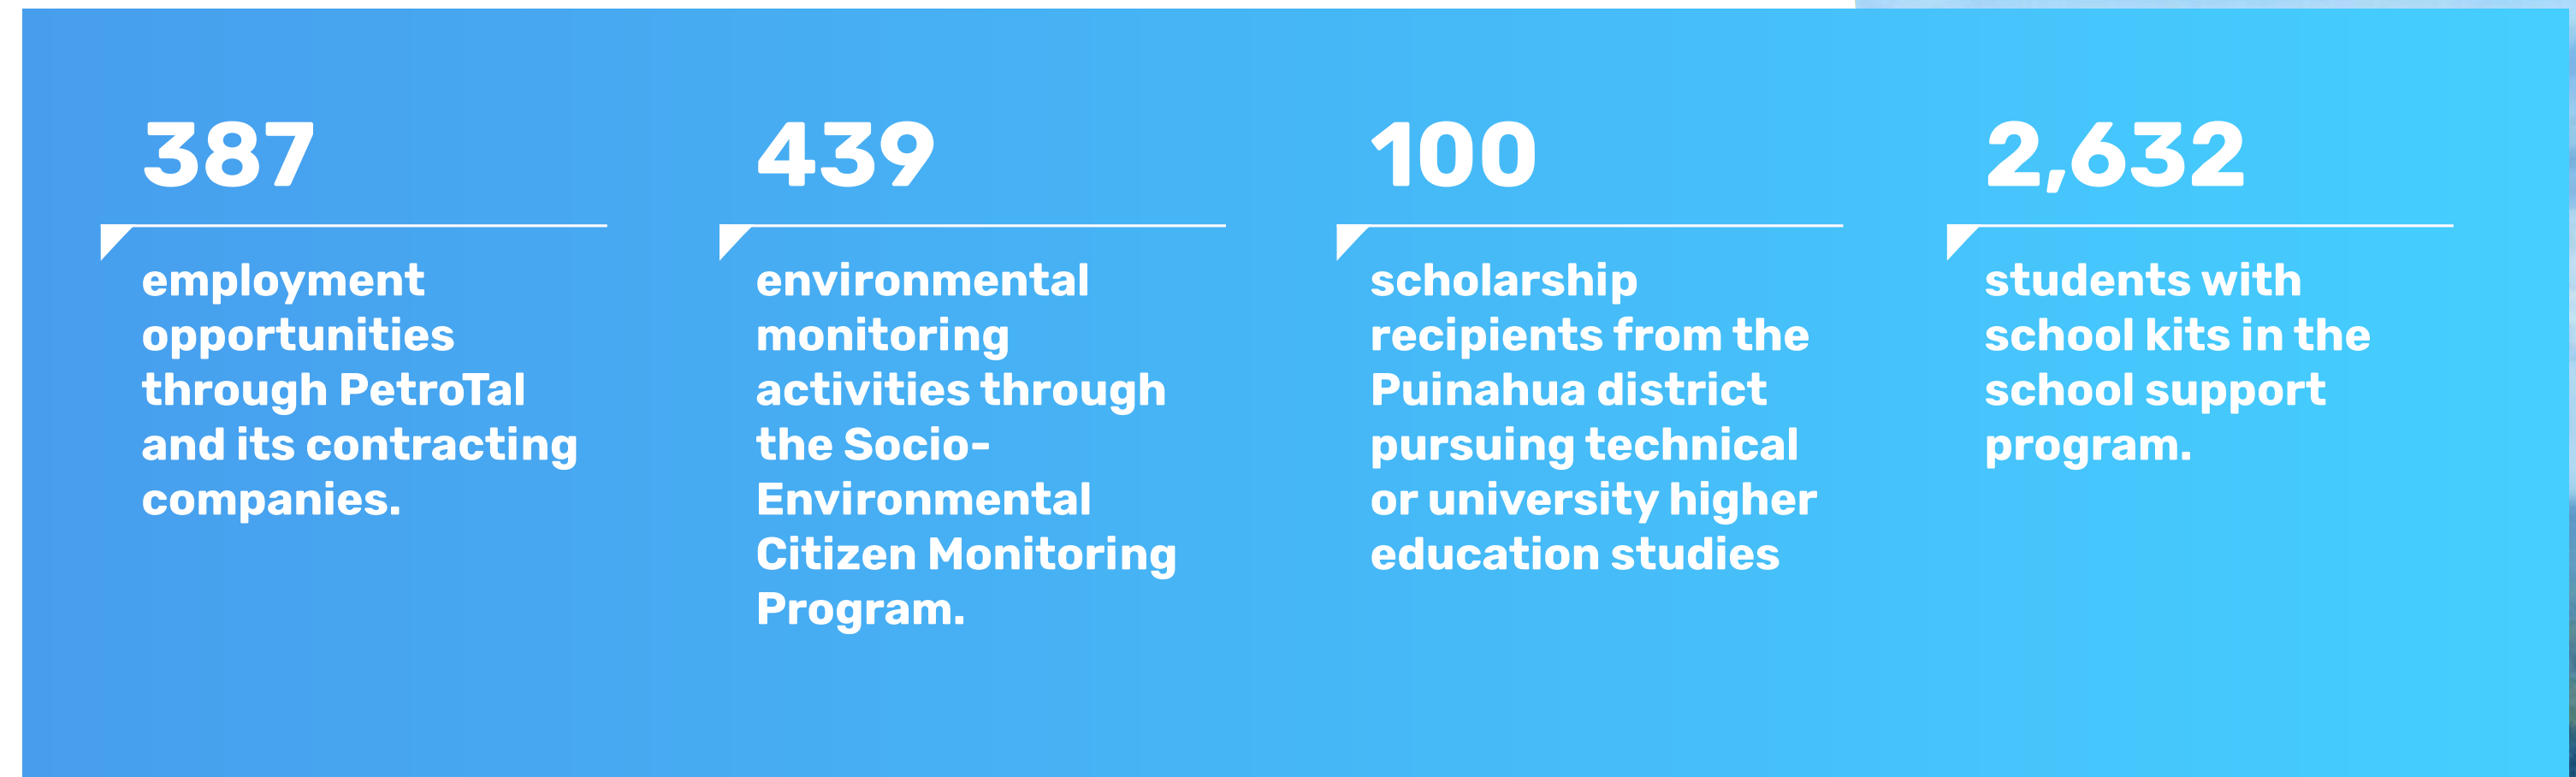 387
employment
opportunities
through PetroTal
and its contracting
companies.
439
environmental
monitoring
activities through
the Socio-
Environmental
Citizen Monitoring
Program.
100
scholarship
recipients from the
Puinahua district
pursuing technical
or university higher
education studies
2,632
students with
school kits in the
school support
program.